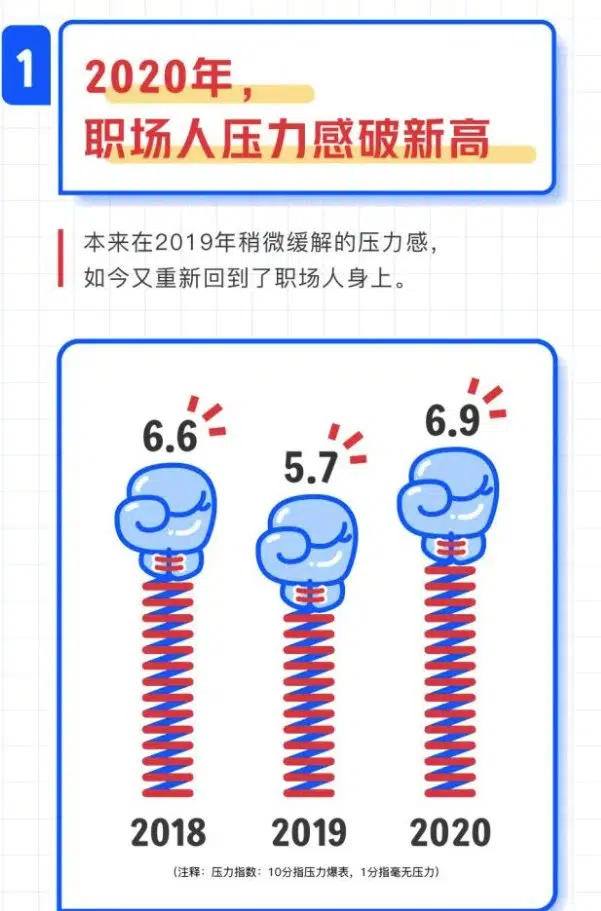 1
2020年，
职场人压力感破新高
本来在2019年稍微缓解的压力感，
如今又重新回到了职场人身上。
6.6
5.7
6.9
2018
2019
2020
（注释：压力指数：10分指压力爆表，1分指毫无压力）